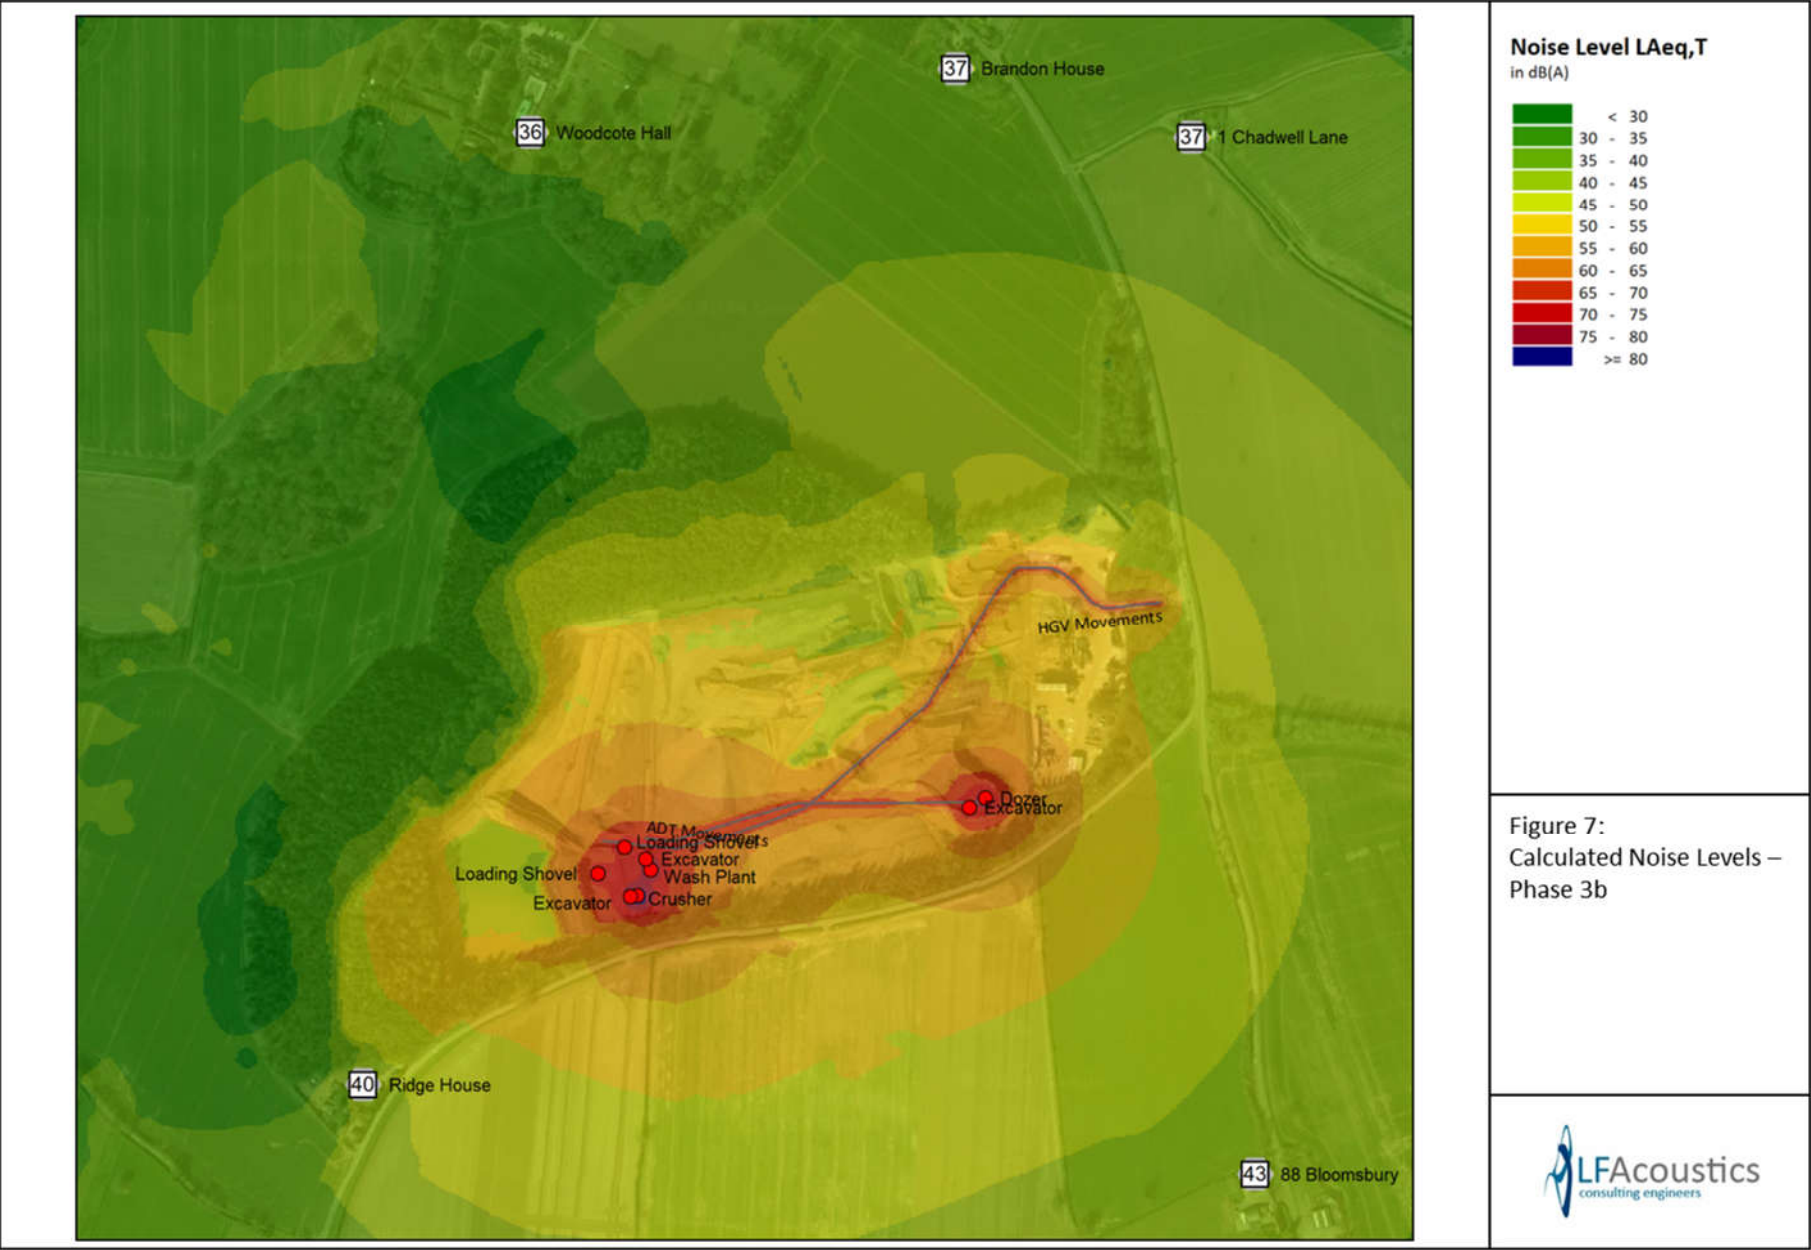 37 Brandon House
36 Woodcote Hall
37 1 Chadwell Lane
HGV Movements
Dozer
Excavator
ADT Movements
Loading Shovel
Excavator
Loading Shovel
Wash Plant
Excavator
Crusher
40 Ridge House
43 88 Bloomsbury
Noise Level LAeq,T
in dB(A)
< 30
30 - 35
35 - 40
40 - 45
45 - 50
50 - 55
55 - 60
60 - 65
65 - 70
70 - 75
75 - 80
>= 80
Figure 7:
Calculated Noise Levels –
Phase 3b
LFAcoustics
consulting engineers